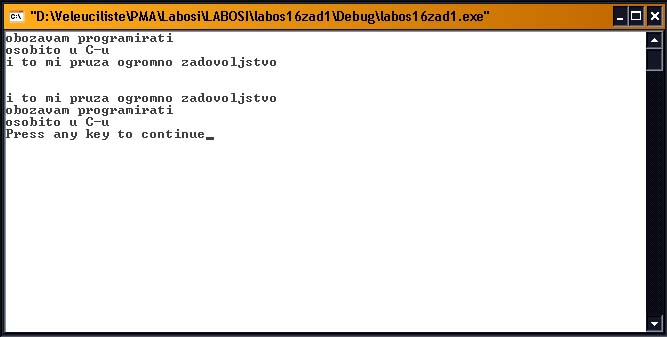 "D:\Veleuciliste\PMA\Labosi\LABOSI\labos16zad1\Debug\labos16zad1.exe"
obozavam programirati
osobito u C-u
i to mi pruza ogromno zadovoljstvo
i to mi pruza ogromno zadovoljstvo
obozavam programirati
osobito u C-u
Press any key to continue_